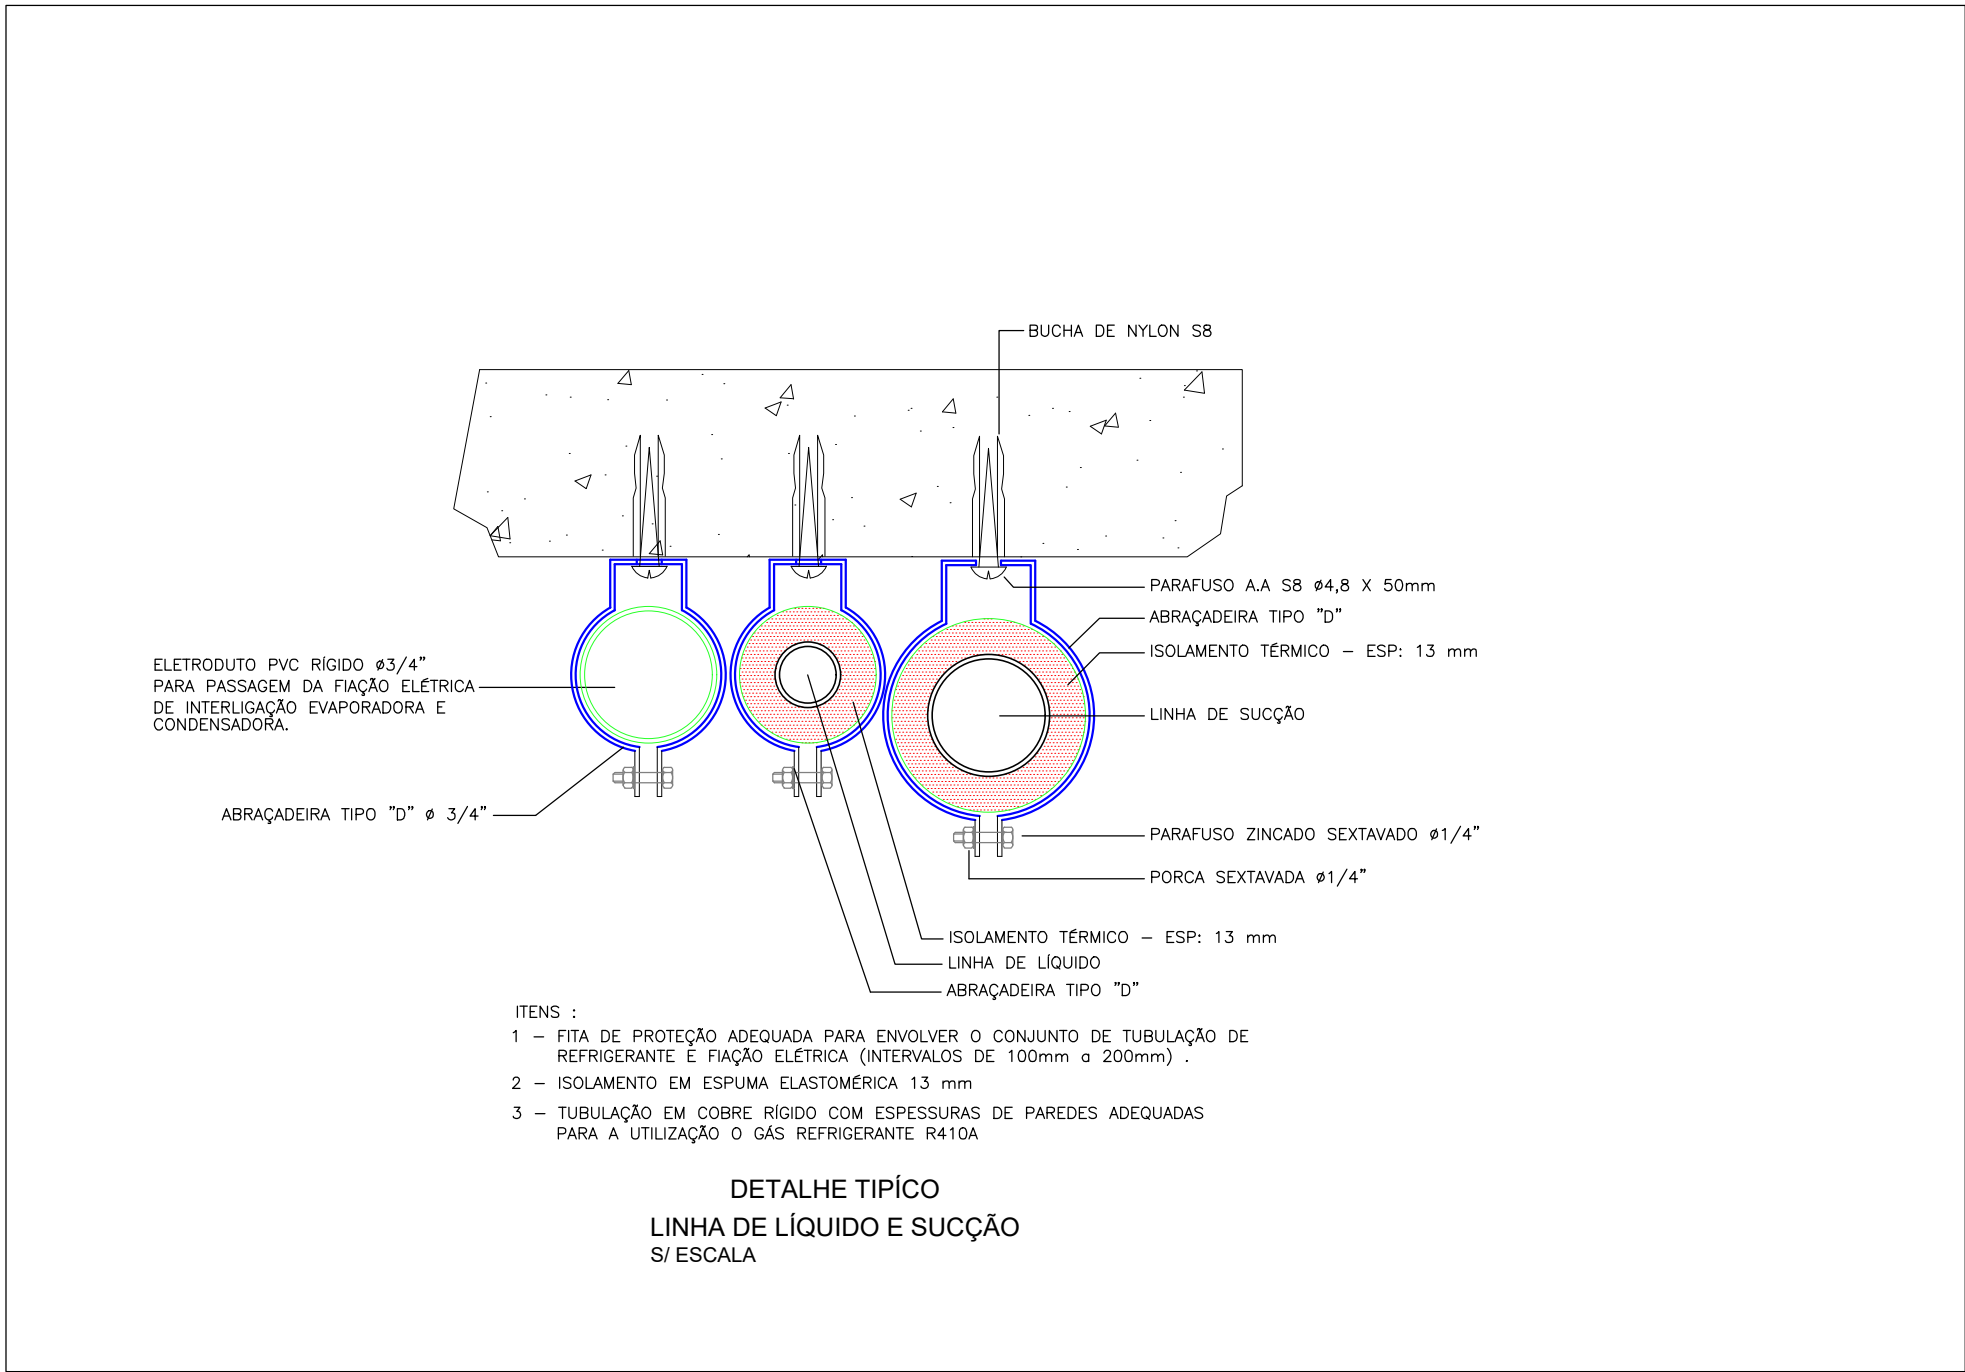 BUCHA DE NYLON S8
PARAFUSO A.A S8 ø4,8 X 50mm
ABRAÇADEIRA TIPO "D"
ISOLAMENTO TÉRMICO – ESP: 13 mm
LINHA DE SUCÇÃO
ELETRODUTO PVC RÍGIDO ø3/4"
PARA PASSAGEM DA FIAÇÃO ELÉTRICA
DE INTERLIGAÇÃO EVAPORADORA E
CONDENSADORA.
ABRAÇADEIRA TIPO "D" ø 3/4"
PARAFUSO ZINCADO SEXTAVADO ø1/4"
PORCA SEXTAVADA ø1/4"
ISOLAMENTO TÉRMICO – ESP: 13 mm
LINHA DE LÍQUIDO
ABRAÇADEIRA TIPO "D"
ITENS :
1 – FITA DE PROTEÇÃO ADEQUADA PARA ENVOLVER O CONJUNTO DE TUBULAÇÃO DE
REFRIGERANTE E FIAÇÃO ELÉTRICA (INTERVALOS DE 100mm a 200mm) .
2 – ISOLAMENTO EM ESPUMA ELASTOMÉRICA 13 mm
3 – TUBULAÇÃO EM COBRE RÍGIDO COM ESPESSURAS DE PAREDES ADEQUADAS
PARA A UTILIZAÇÃO O GÁS REFRIGERANTE R410A
DETALHE TIPÍCO
LINHA DE LÍQUIDO E SUCÇÃO
S/ ESCALA